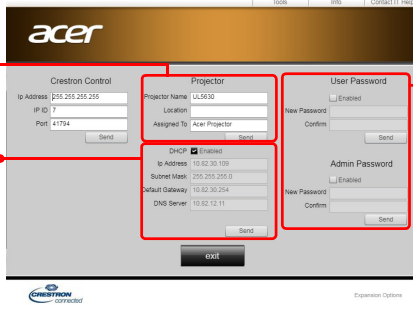 Tools Info Contact IT Help
acer
Crestron Control
Ip Address 255.255.255.255
IP ID 7
Port 41794
Send
Projector
Projector Name UL5630
Location
Assigned To Acer Projector
Send
DHCP Enabled
Ip Address 10.82.30.109
Subnet Mask 255.255.255.0
Default Gateway 10.82.30.254
DNS Server 10.82.12.11
Send
User Password
Enabled
New Password
Confirm
Send
Admin Password
Enabled
New Password
Confirm
Send
exit
CRESTRON
connected
Expansion Options